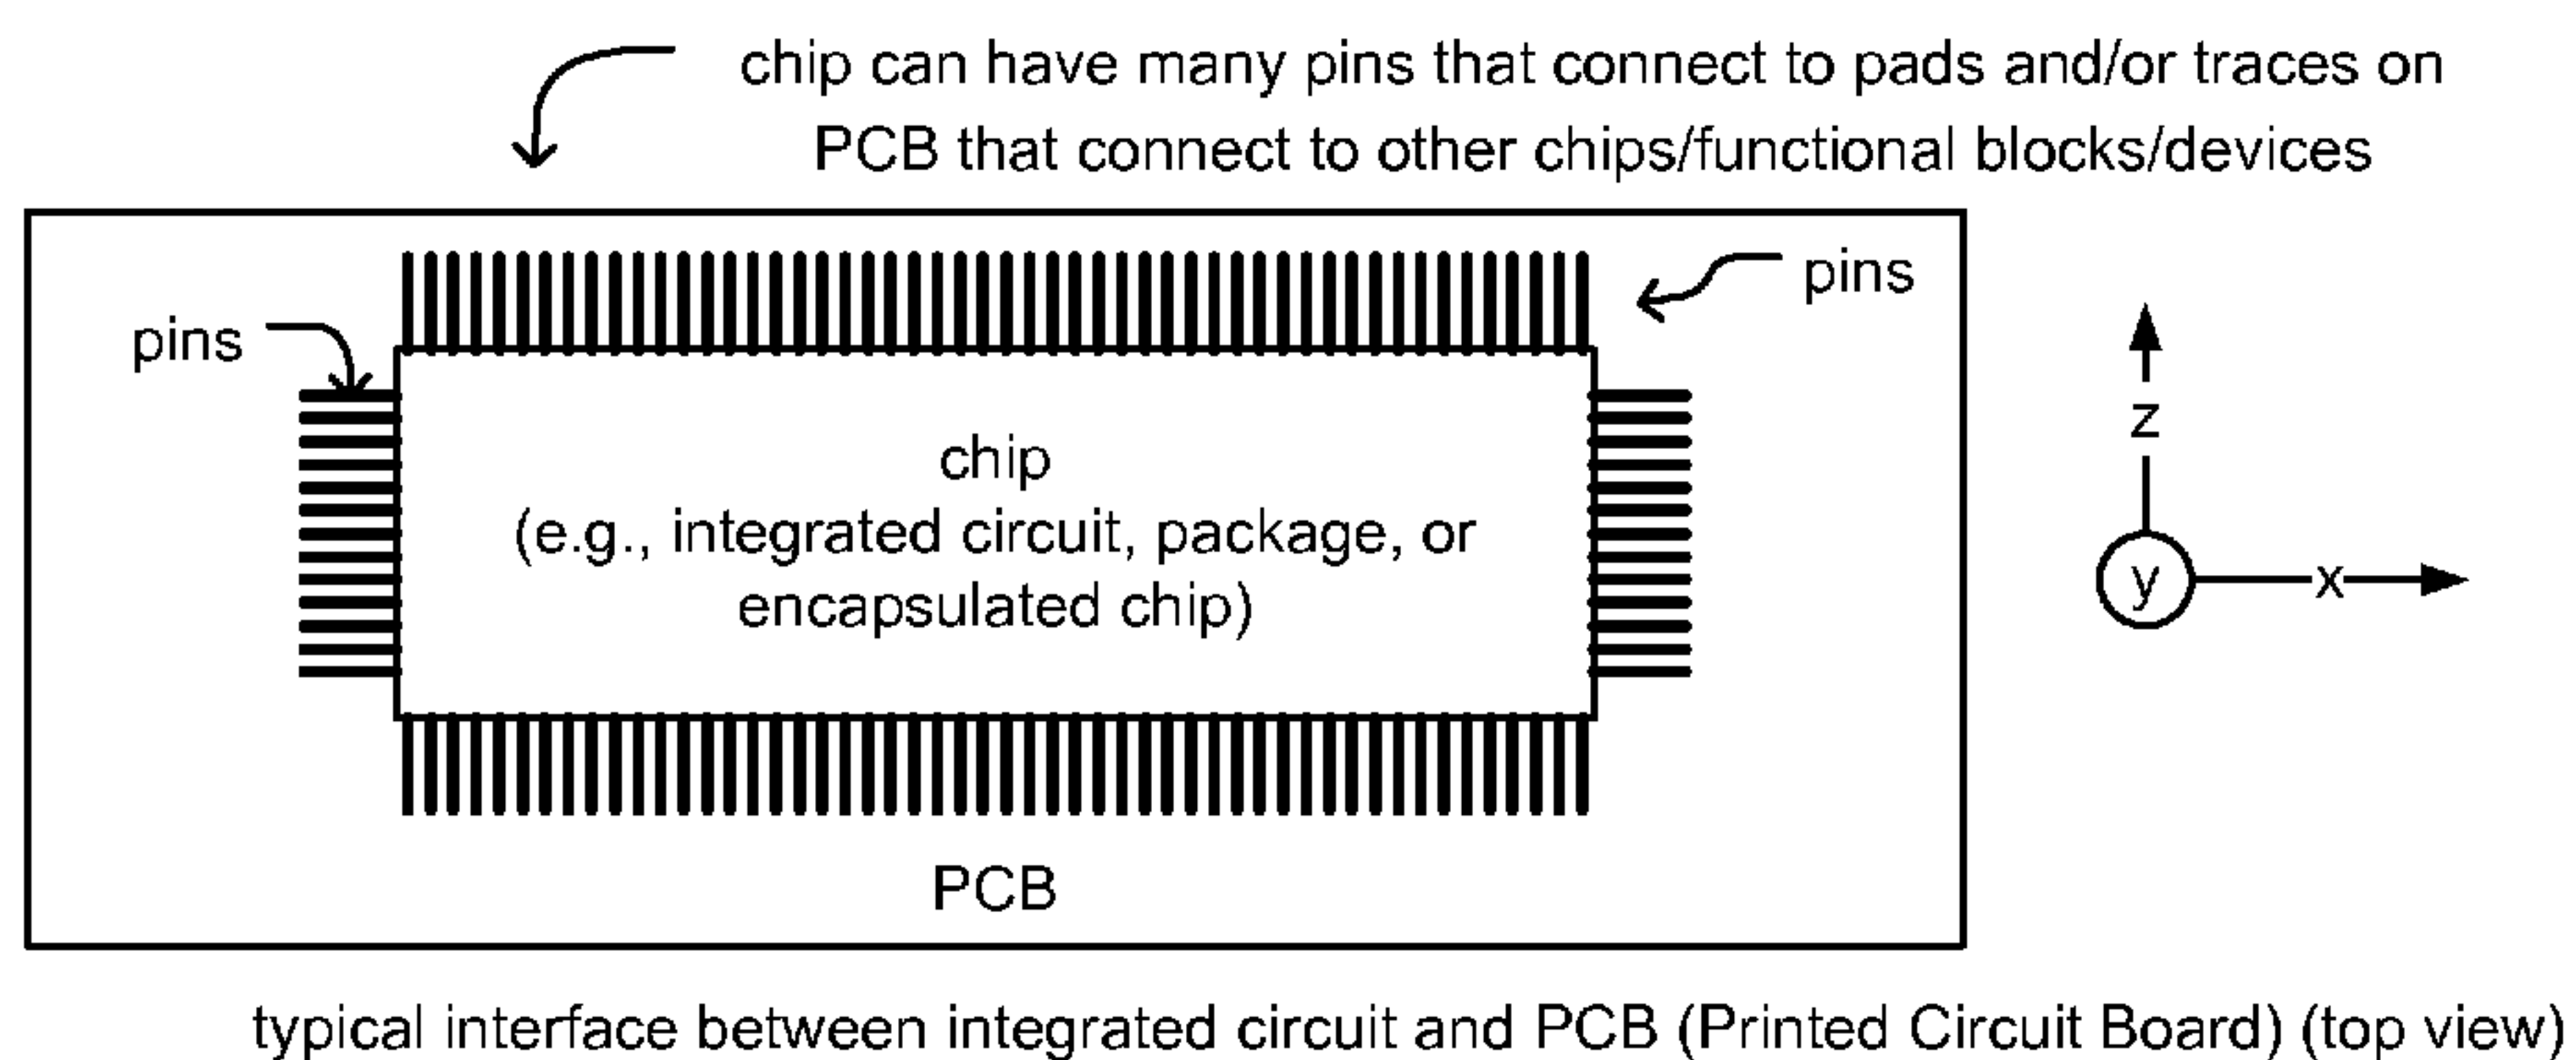 chip can have many pins that connect to pads and/or traces on
PCB that connect to other chips/functional blocks/devices
pins
pins
chip
(e.g., integrated circuit, package, or
encapsulated chip)
z
y
x
PCB
typical interface between integrated circuit and PCB (Printed Circuit Board) (top view)